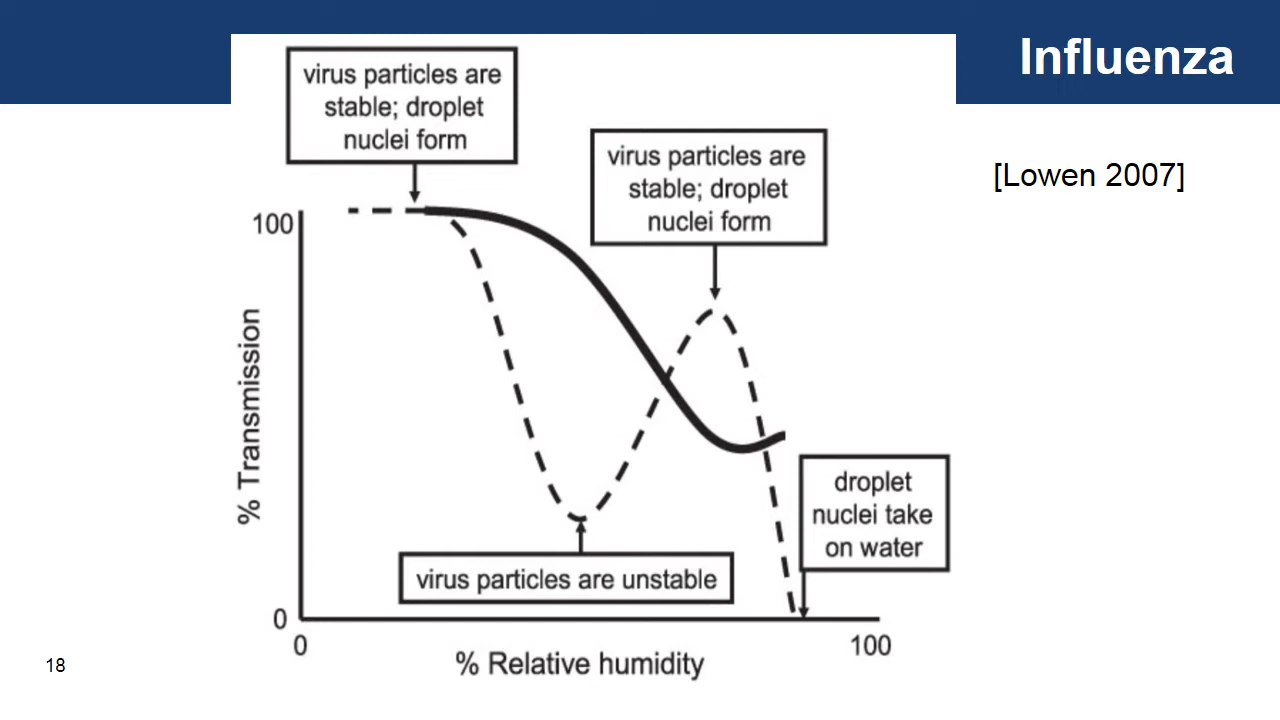 Influenza
virus particles are
stable; droplet
nuclei form
virus particles are
stable; droplet
nuclei form
[Lowen 2007]
100
% Transmission
droplet
nuclei take
on water
virus particles are unstable
0
0
100
% Relative humidity
18